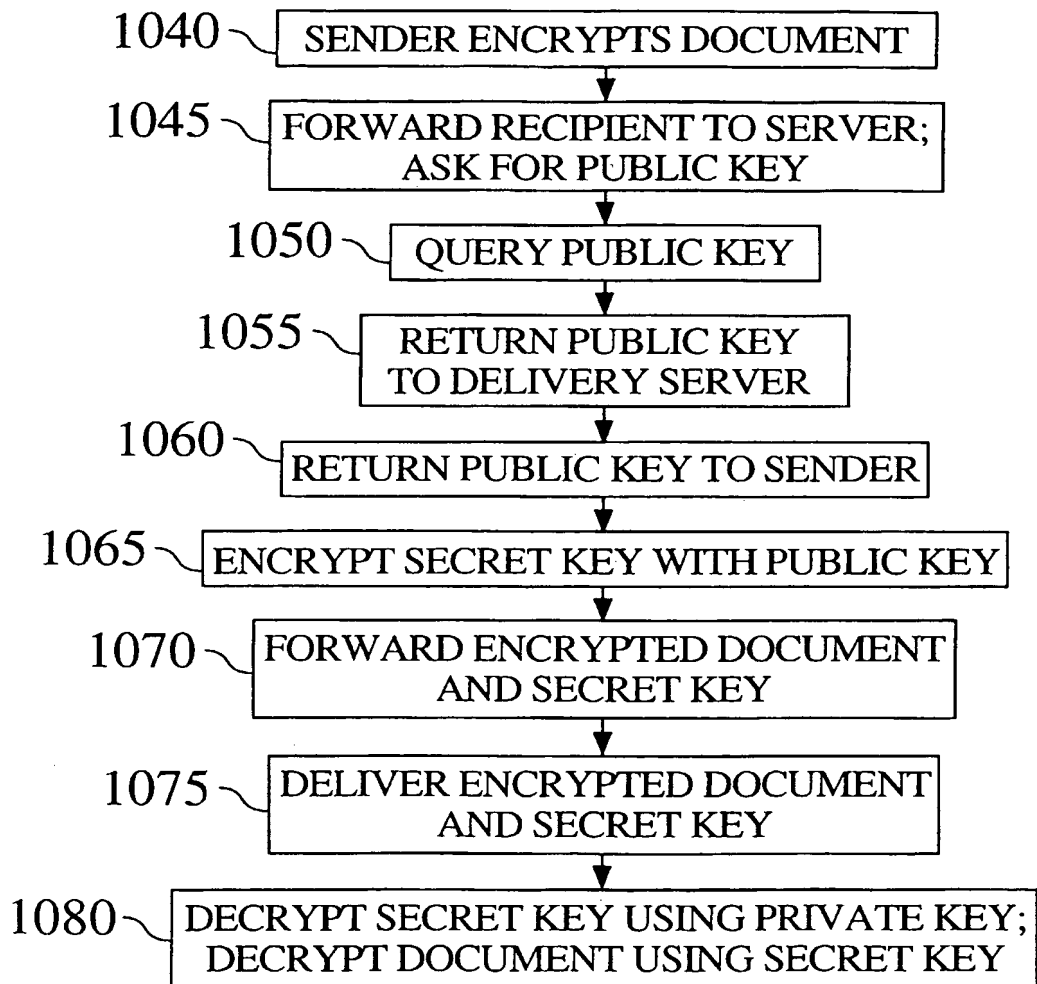 1040 SENDER ENCRYPTS DOCUMENT
1045 FORWARD RECIPIENT TO SERVER;
ASK FOR PUBLIC KEY
1050 QUERY PUBLIC KEY
1055 RETURN PUBLIC KEY
TO DELIVERY SERVER
1060 RETURN PUBLIC KEY TO SENDER
1065 ENCRYPT SECRET KEY WITH PUBLIC KEY
1070 FORWARD ENCRYPTED DOCUMENT
AND SECRET KEY
1075 DELIVER ENCRYPTED DOCUMENT
AND SECRET KEY
1080 DECRYPT SECRET KEY USING PRIVATE KEY;
DECRYPT DOCUMENT USING SECRET KEY